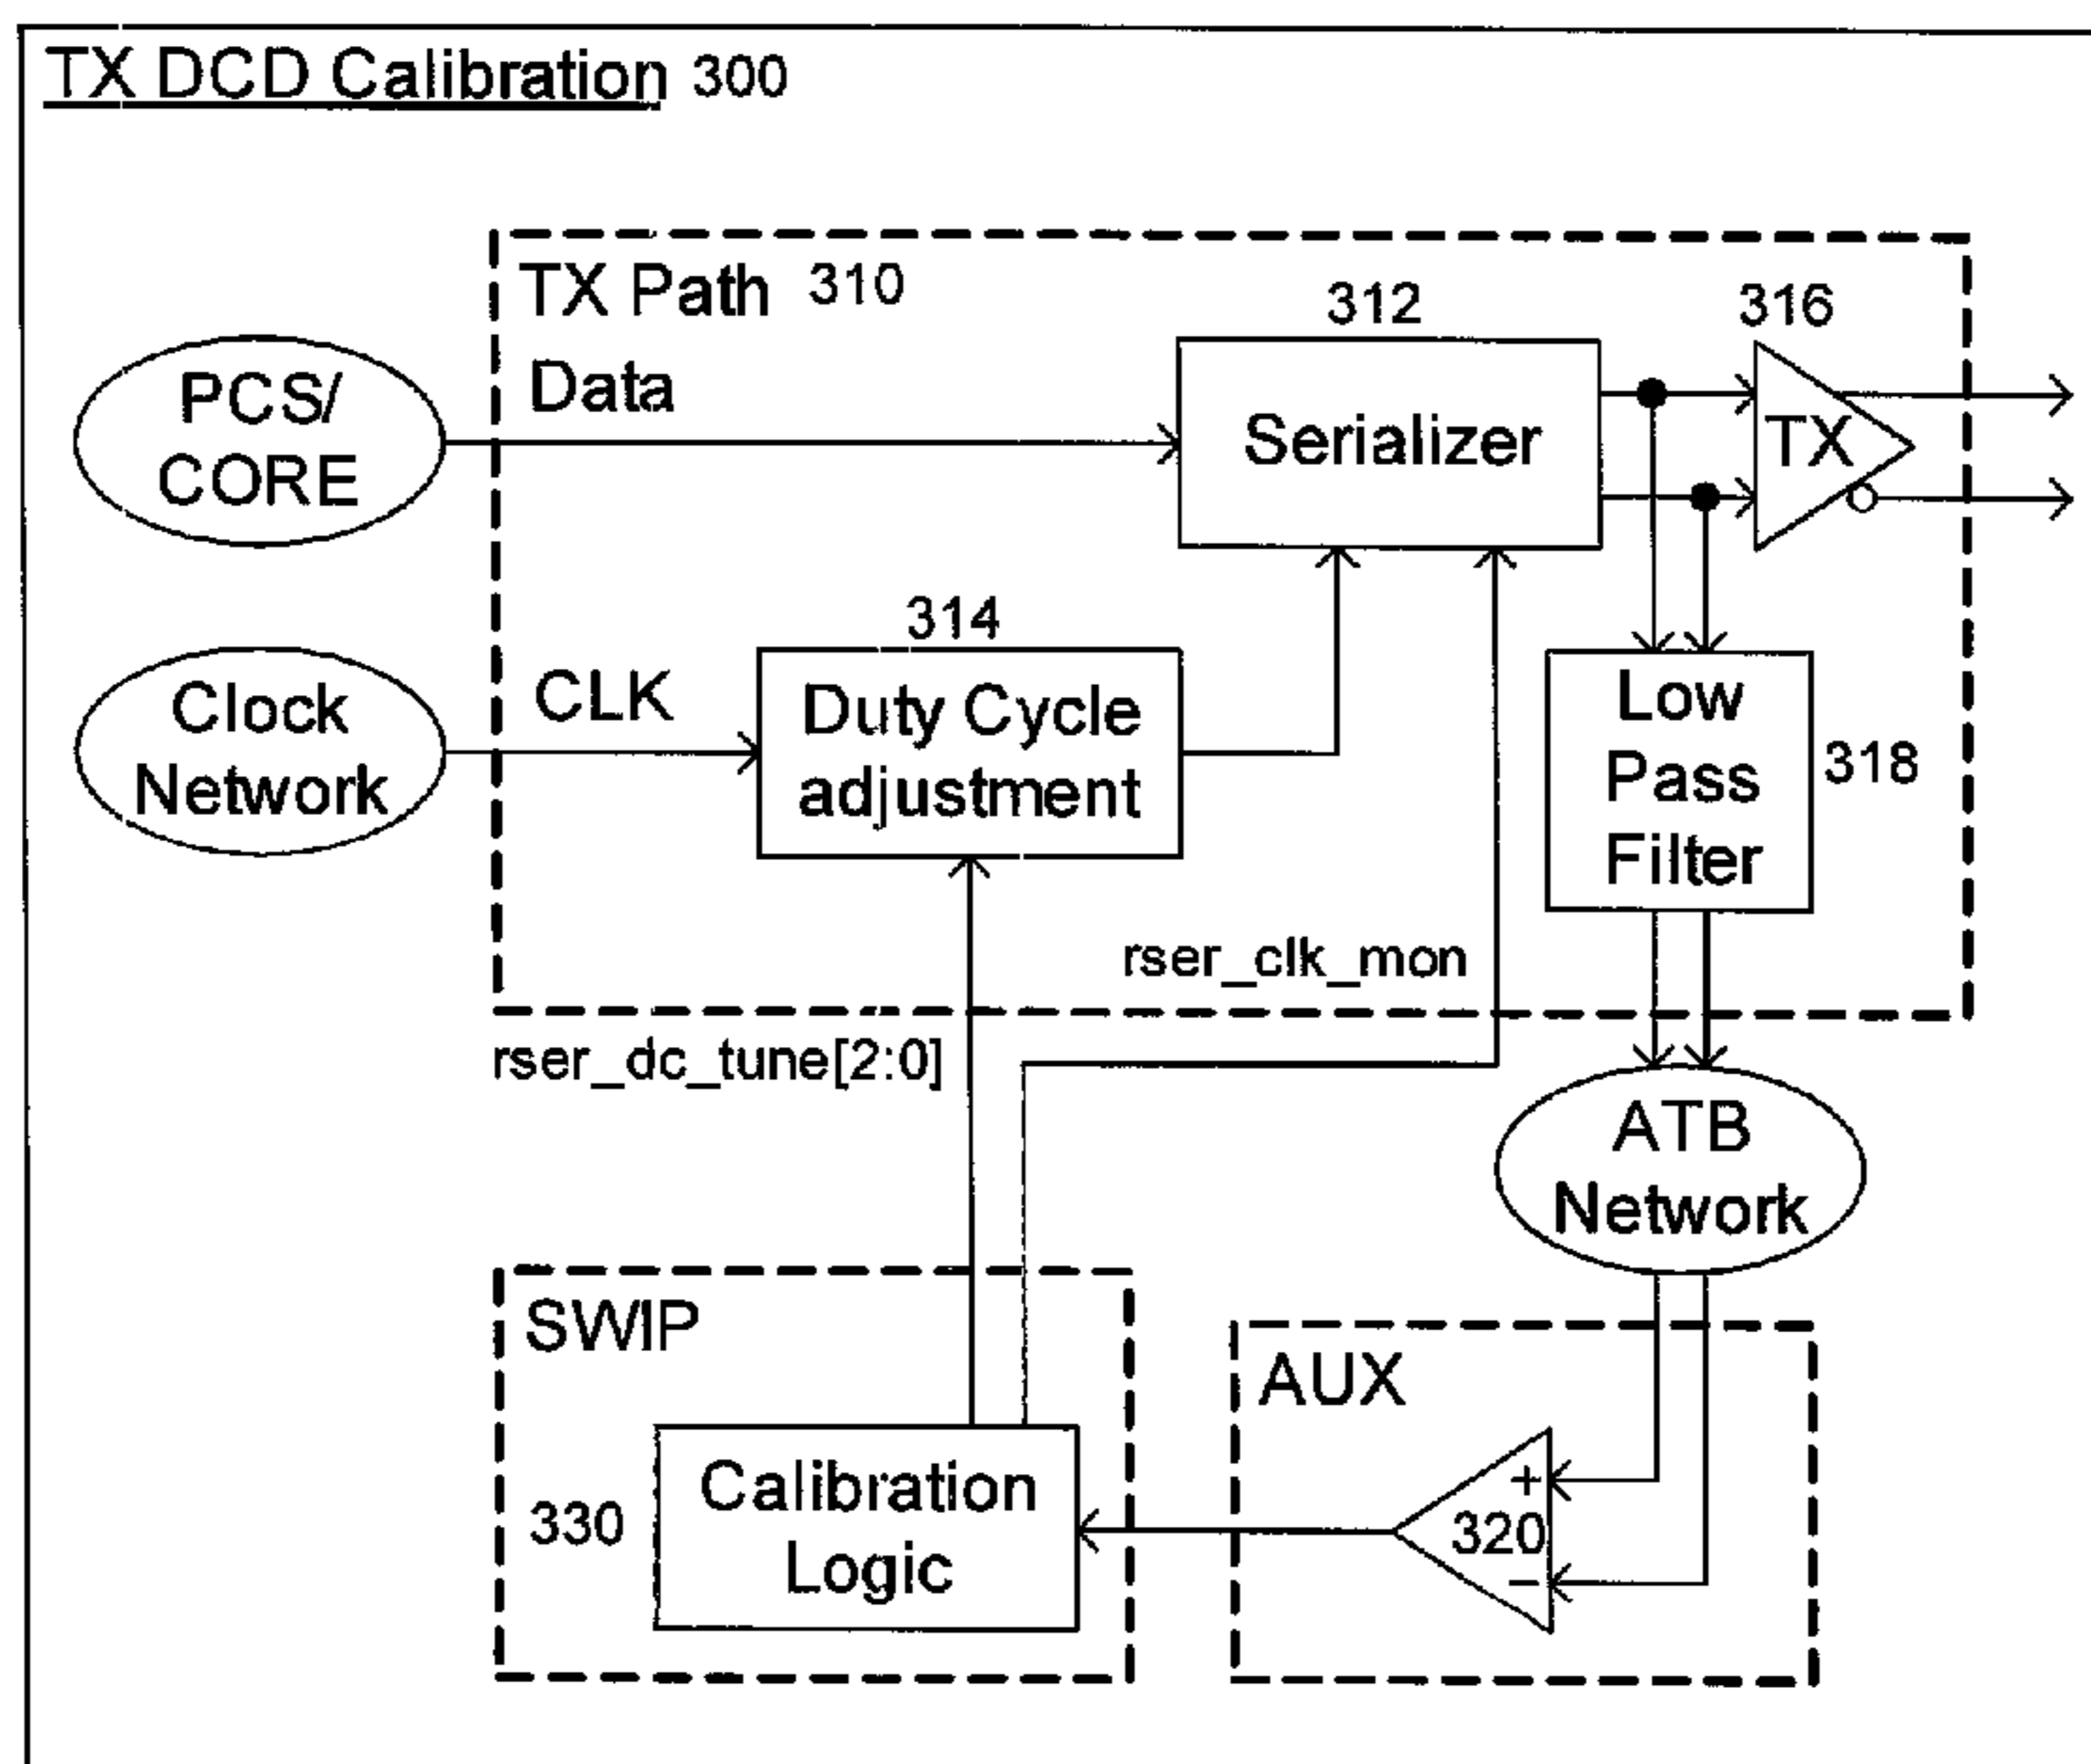 TX DCD Calibration 300
TX Path 310
312
316
Data
PCS/
CORE
Serializer
TX
314
CLK
Clock
Network
Duty Cycle
adjustment
Low
Pass
Filter
318
rser_clk_mon
rser_dc_tune[2:0]
ATB
Network
SWIP
AUX
Calibration
Logic
330
+
320
-